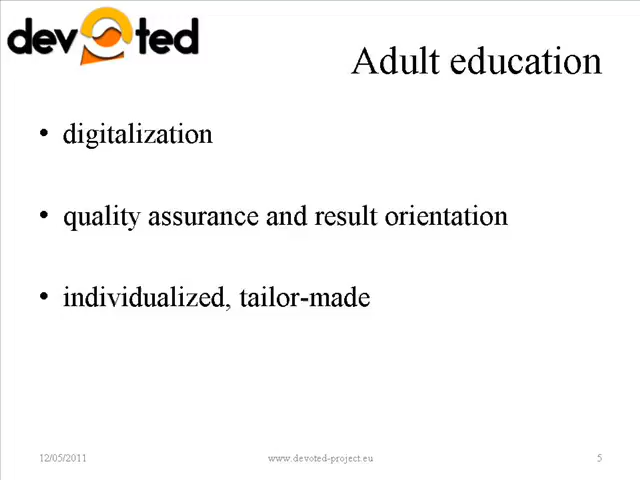 devoted
Adult education
• digitalization
• quality assurance and result orientation
• individualized, tailor-made
12/05/2011
www.devoted-project.eu
5